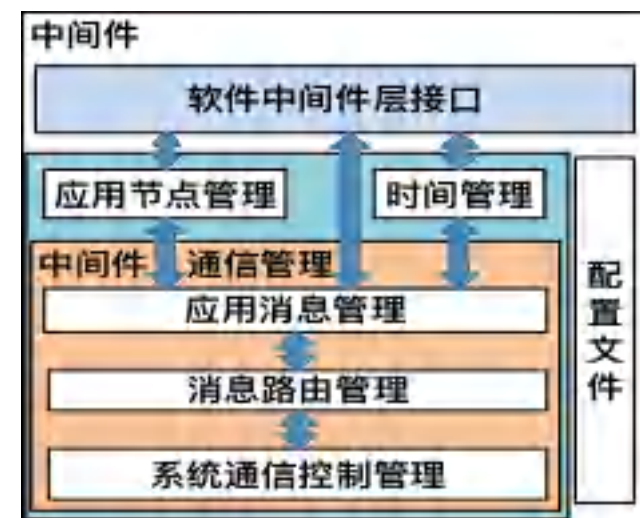 中间件
软件中间件层接口
应用节点管理
时间管理
中间件 通信管理
应用消息管理
消息路由管理
系统通信控制管理
配
置
文
件